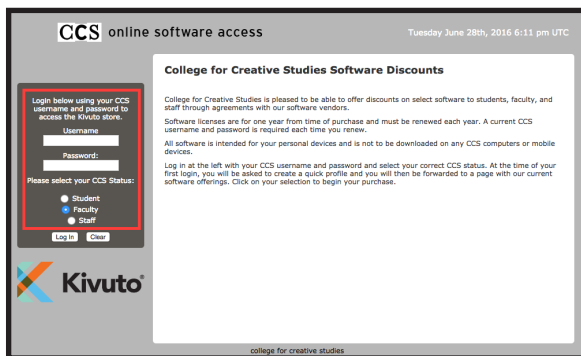 CCS online software access
Tuesday June 28th, 2016 6:11 pm UTC
College for Creative Studies Software Discounts
Login below using your CCS
username and password to
access the Kivuto store.
Username
Password:
Please select your CCS Status:
Student
Faculty
Staff
Log In Clear
Kivuto
College for Creative Studies is pleased to be able to offer discounts on select software to students, faculty, and
staff through agreements with our software vendors.
Software licenses are for one year from time of purchase and must be renewed each year. A current CCS
username and password is required each time you renew.
All software is intended for your personal devices and is not to be downloaded on any CCS computers or mobile
devices.
Log in at the left with your CCS username and password and select your correct CCS status. At the time of your
first login, you will be asked to create a quick profile and you will then be forwarded to a page with our current
software offerings. Click on your selection to begin your purchase.
college for creative studies